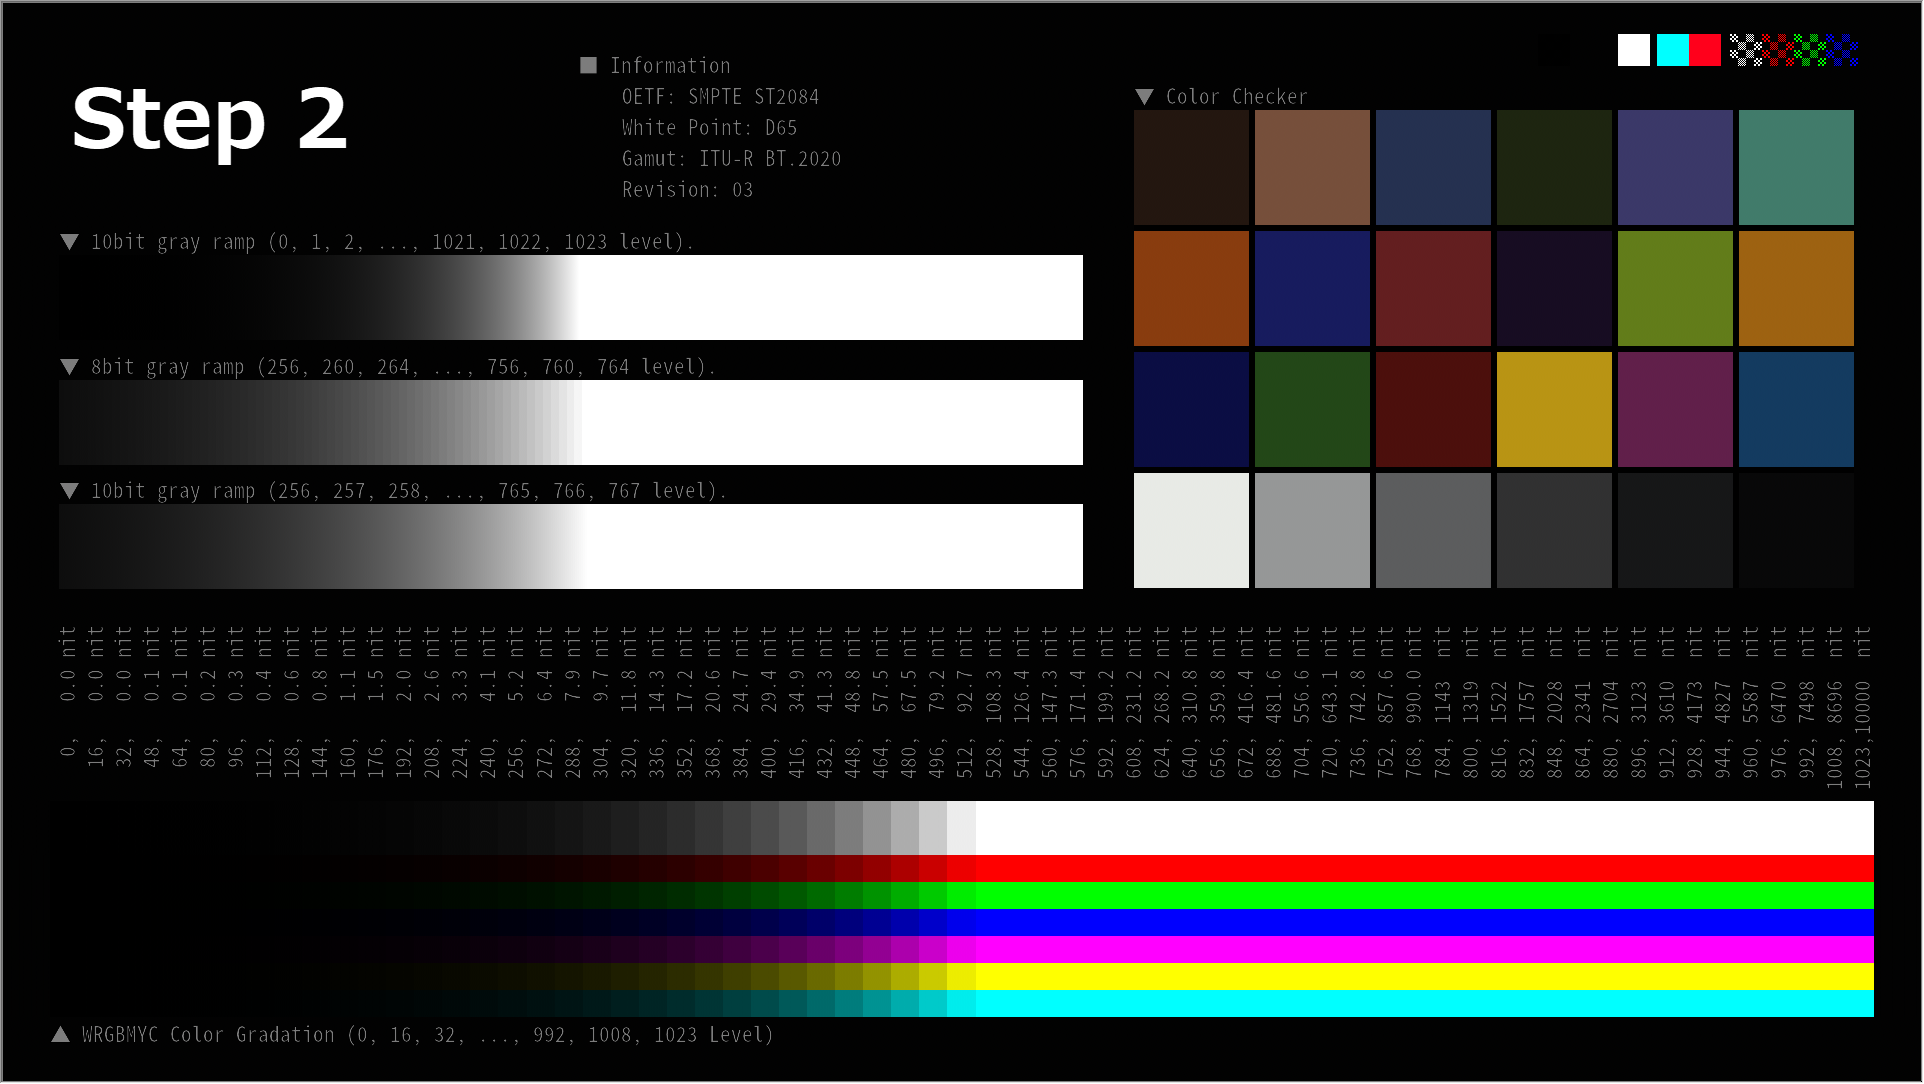 Step 2
■ Information
OETF: SMPTE ST2084
White Point: D65
Gamut: ITU-R BT.2020
Revision: 03
▼ Color Checker
▼ 10bit gray ramp (0, 1, 2, ..., 1021, 1022, 1023 level).
▼ 8bit gray ramp (256, 260, 264, ..., 756, 760, 764 level).
▼ 10bit gray ramp (256, 257, 258, ..., 765, 766, 767 level).
0, 0.0 nit
16, 0.0 nit
32, 0.0 nit
48, 0.1 nit
64, 0.1 nit
80, 0.2 nit
96, 0.3 nit
112, 0.4 nit
128, 0.6 nit
144, 0.8 nit
160, 1.1 nit
176, 1.5 nit
192, 2.0 nit
208, 2.6 nit
224, 3.3 nit
240, 4.1 nit
256, 5.2 nit
272, 6.4 nit
288, 7.9 nit
304, 9.7 nit
320, 11.8 nit
336, 14.3 nit
352, 17.2 nit
368, 20.6 nit
384, 24.7 nit
400, 29.4 nit
416, 34.9 nit
432, 41.3 nit
448, 48.8 nit
464, 57.5 nit
480, 67.5 nit
496, 79.2 nit
512, 92.7 nit
528, 108.3 nit
544, 126.4 nit
560, 147.3 nit
576, 171.4 nit
592, 199.2 nit
608, 231.2 nit
624, 268.2 nit
640, 310.8 nit
656, 359.8 nit
672, 416.4 nit
688, 481.6 nit
704, 556.6 nit
720, 643.1 nit
736, 742.8 nit
752, 857.6 nit
768, 990.0 nit
784, 1143 nit
800, 1319 nit
816, 1522 nit
832, 1757 nit
848, 2028 nit
864, 2341 nit
880, 2704 nit
896, 3123 nit
912, 3610 nit
928, 4173 nit
944, 4827 nit
960, 5587 nit
976, 6470 nit
992, 7498 nit
1008, 8696 nit
1023,10000 nit
▲ WRGBMYC Color Gradation (0, 16, 32, ..., 992, 1008, 1023 Level)